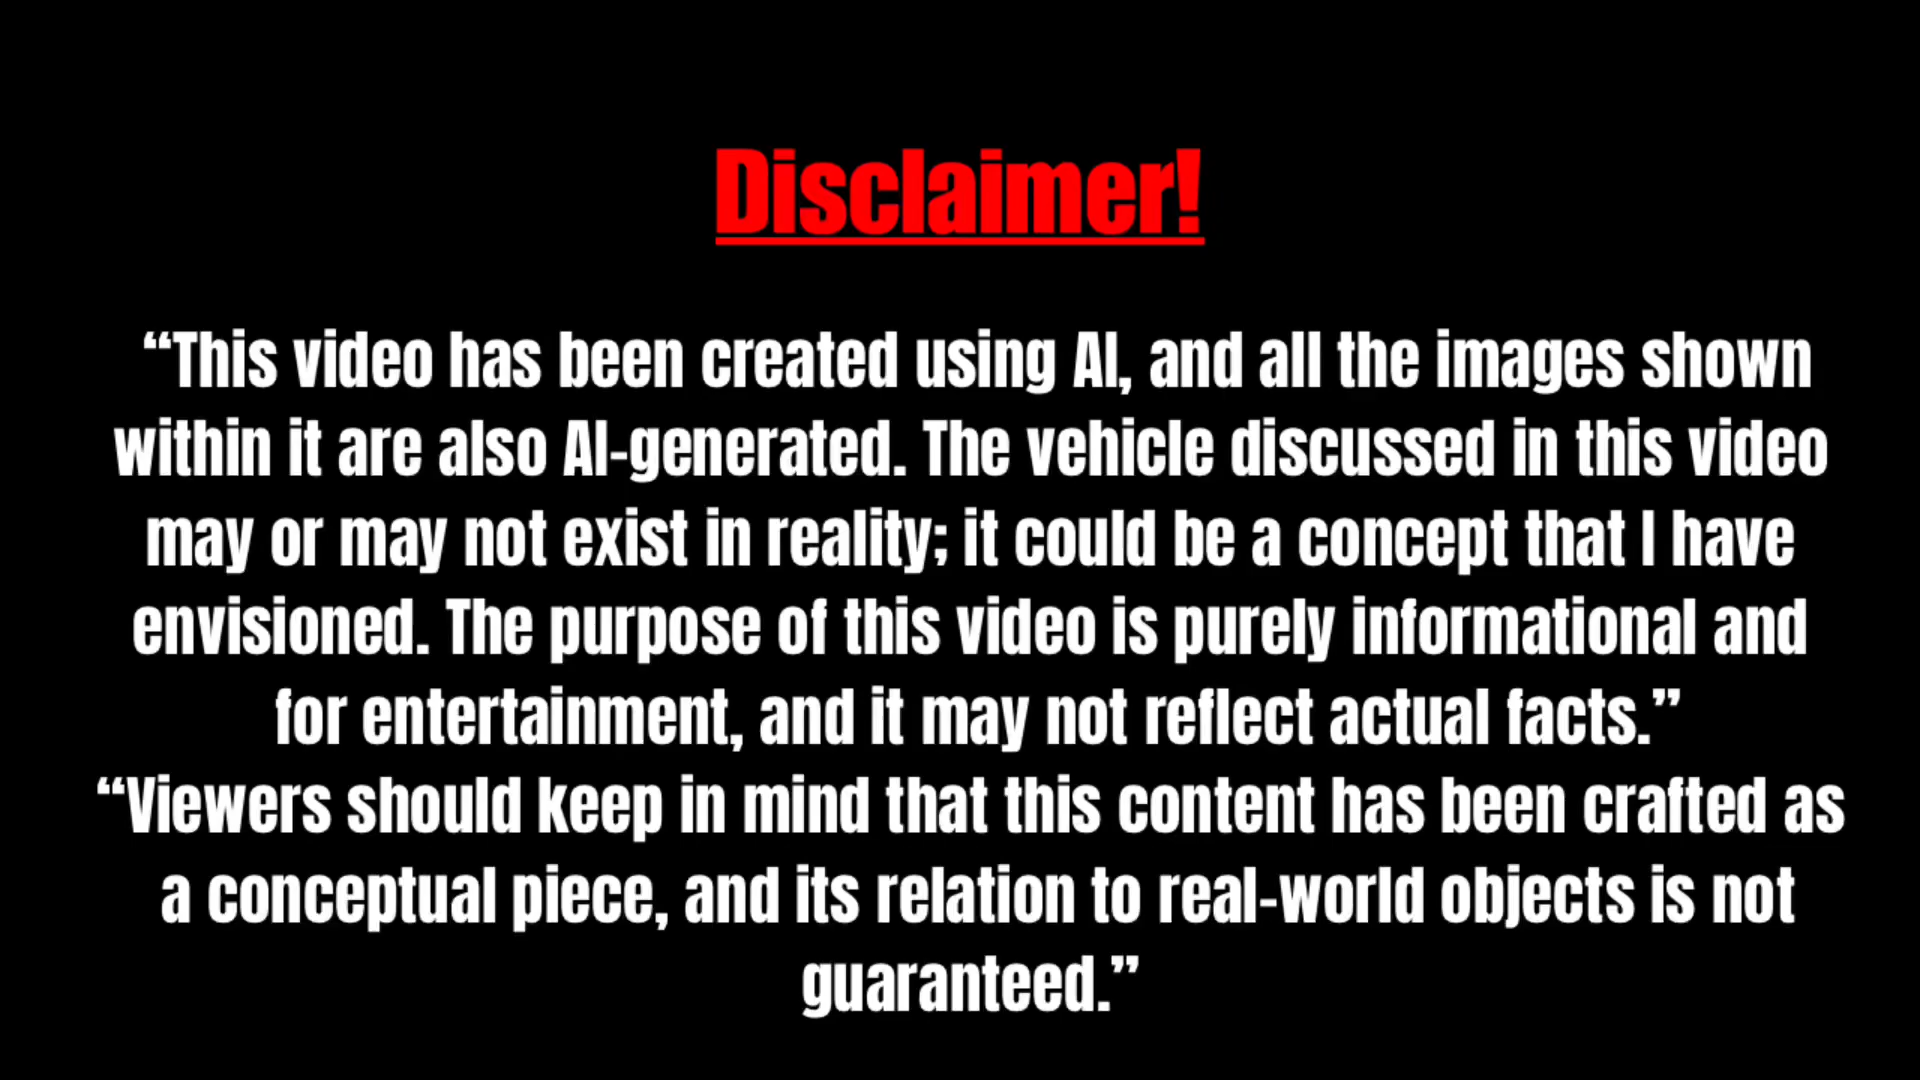 Disclaimer!
“This video has been created using AI, and all the images shown
within it are also AI-generated. The vehicle discussed in this video
may or may not exist in reality; it could be a concept that I have
envisioned. The purpose of this video is purely informational and
for entertainment, and it may not reflect actual facts.”
“Viewers should keep in mind that this content has been crafted as
a conceptual piece, and its relation to real-world objects is not
guaranteed.”